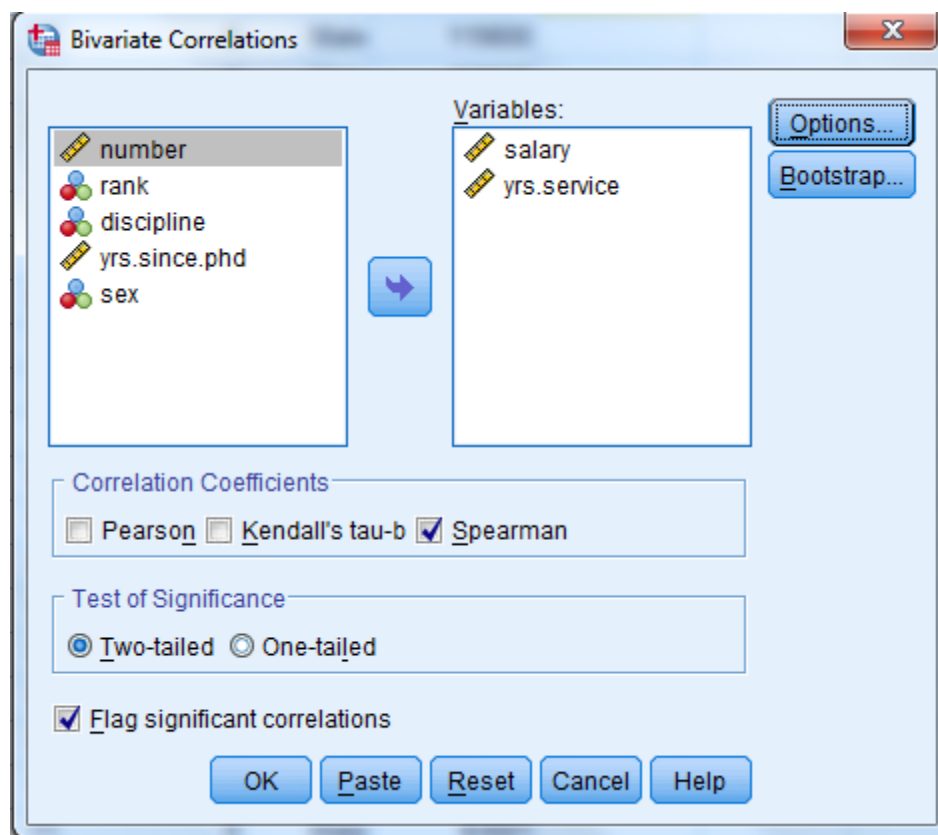 Bivariate Correlations
number
rank
discipline
yrs.since.phd
sex
Variables:
salary
yrs.service
Options...
Bootstrap...
Correlation Coefficients
Pearson Kendall's tau-b Spearman
Test of Significance
Two-tailed One-tailed
Flag significant correlations
OK Paste Reset Cancel Help